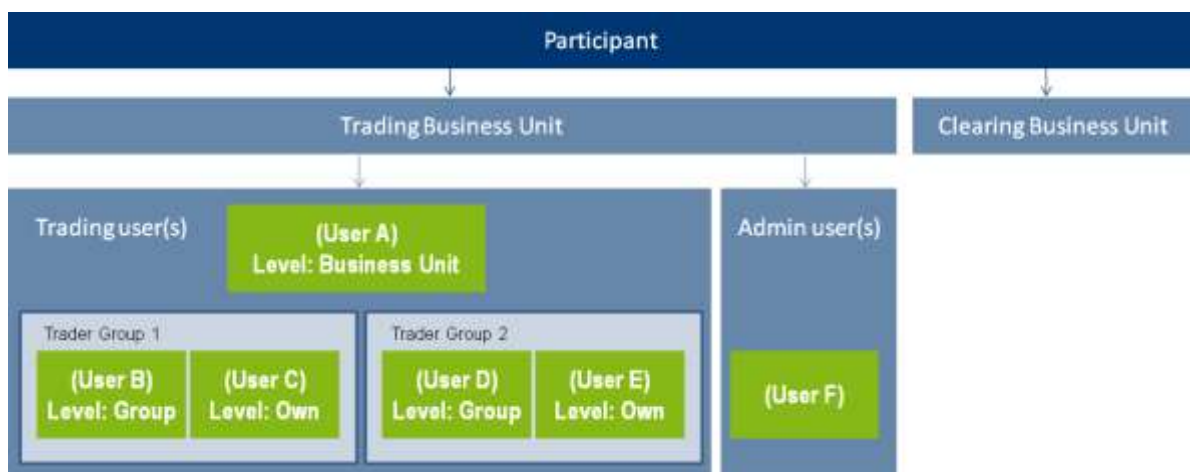 Participant
Trading Business Unit
Clearing Business Unit
Trading user(s)
(User A)
Level: Business Unit
Admin user(s)
Trader Group 1
(User B)
Level: Group
(User C)
Level: Own
Trader Group 2
(User D)
Level: Group
(User E)
Level: Own
(User F)